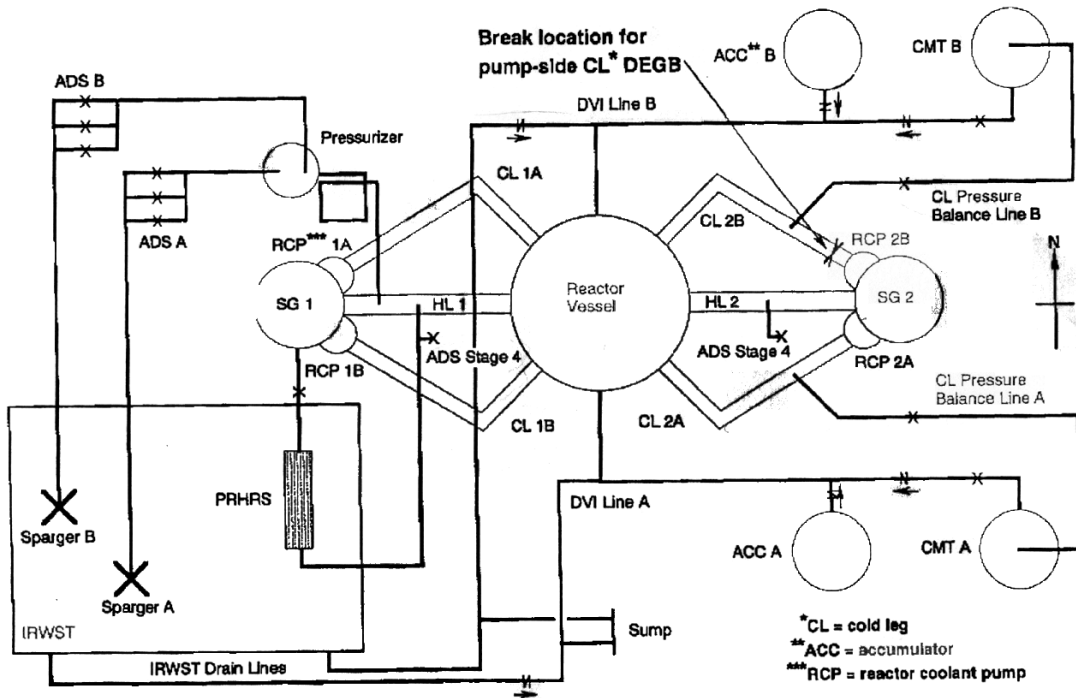 Break location for
pump-side CL* DEGB
ACC** B
CMT B
ADS B
DVI Line B
Pressurizer
CL 1A
CL 2B
CL Pressure
Balance Line B
ADS A
RCP*** 1A
RCP 2B
N
SG 1
HL 1
Reactor
Vessel
HL 2
SG 2
ADS Stage 4
ADS Stage 4
RCP 1B
RCP 2A
CL 1B
CL 2A
CL Pressure
Balance Line A
PRHRS
DVI Line A
Sparger B
ACC A
CMT A
Sparger A
IRWST
Sump
IRWST Drain Lines
*CL = cold leg
**ACC = accumulator
***RCP = reactor coolant pump